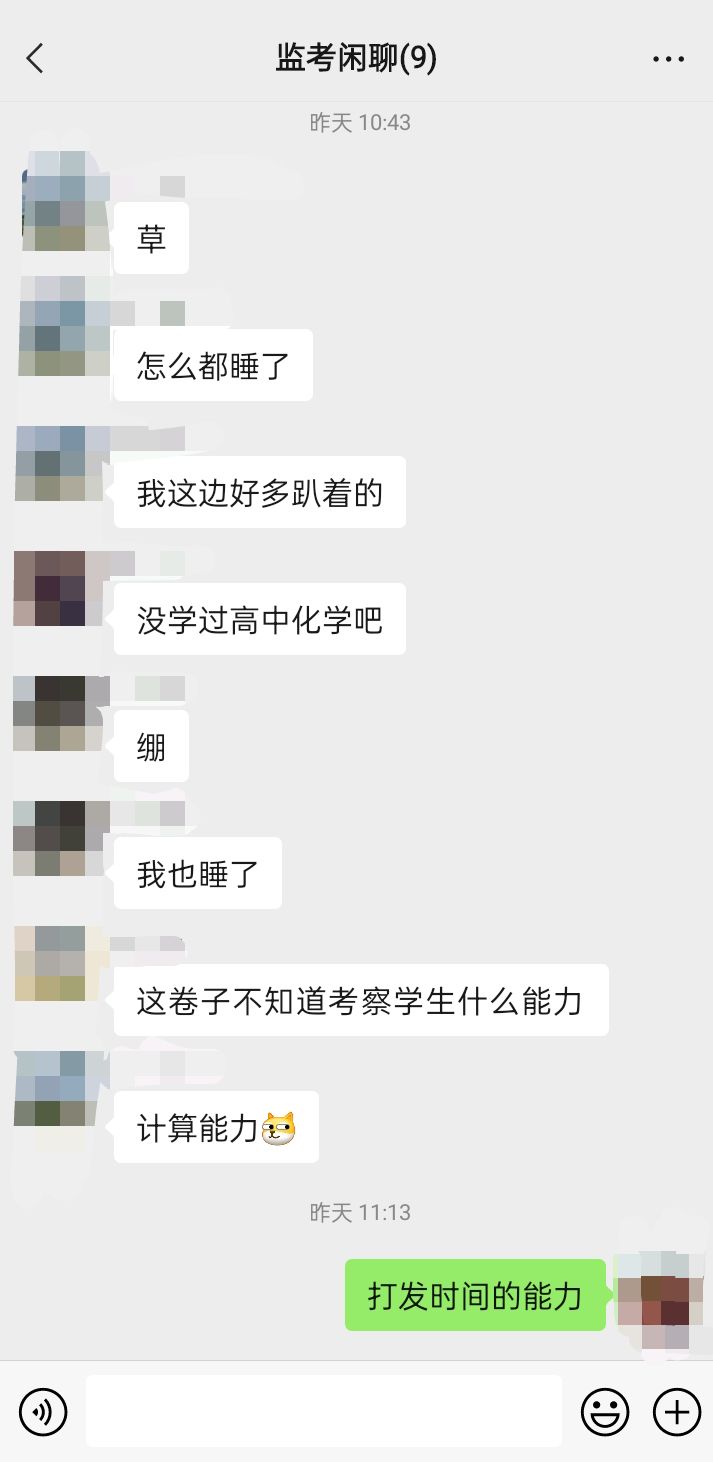 监考闲聊(9)
昨天 10:43
草
怎么都睡了
我这边好多趴着的
没学过高中化学吧
绷
我也睡了
这卷子不知道考察学生什么能力
计算能力
昨天 11:13
打发时间的能力